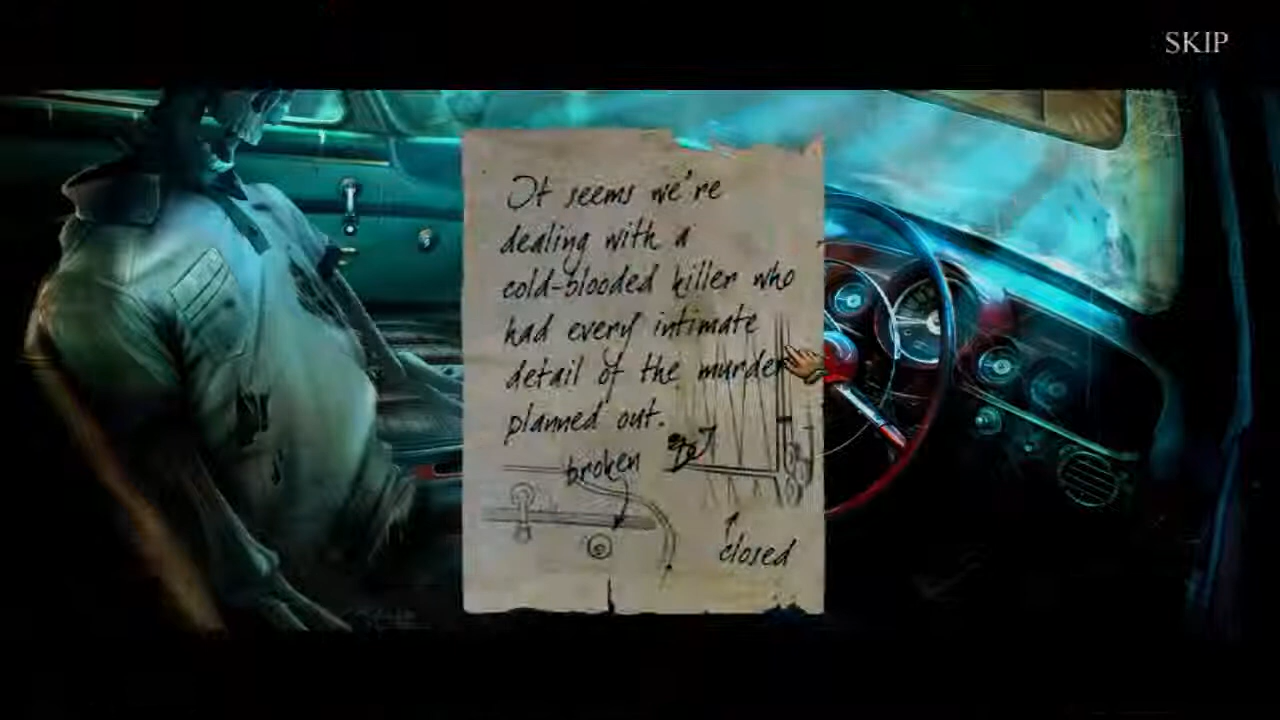 SKIP
It seems we're
dealing with a
cold-blooded killer who
had every intimate
detail of the murder
planned out.
broken
closed